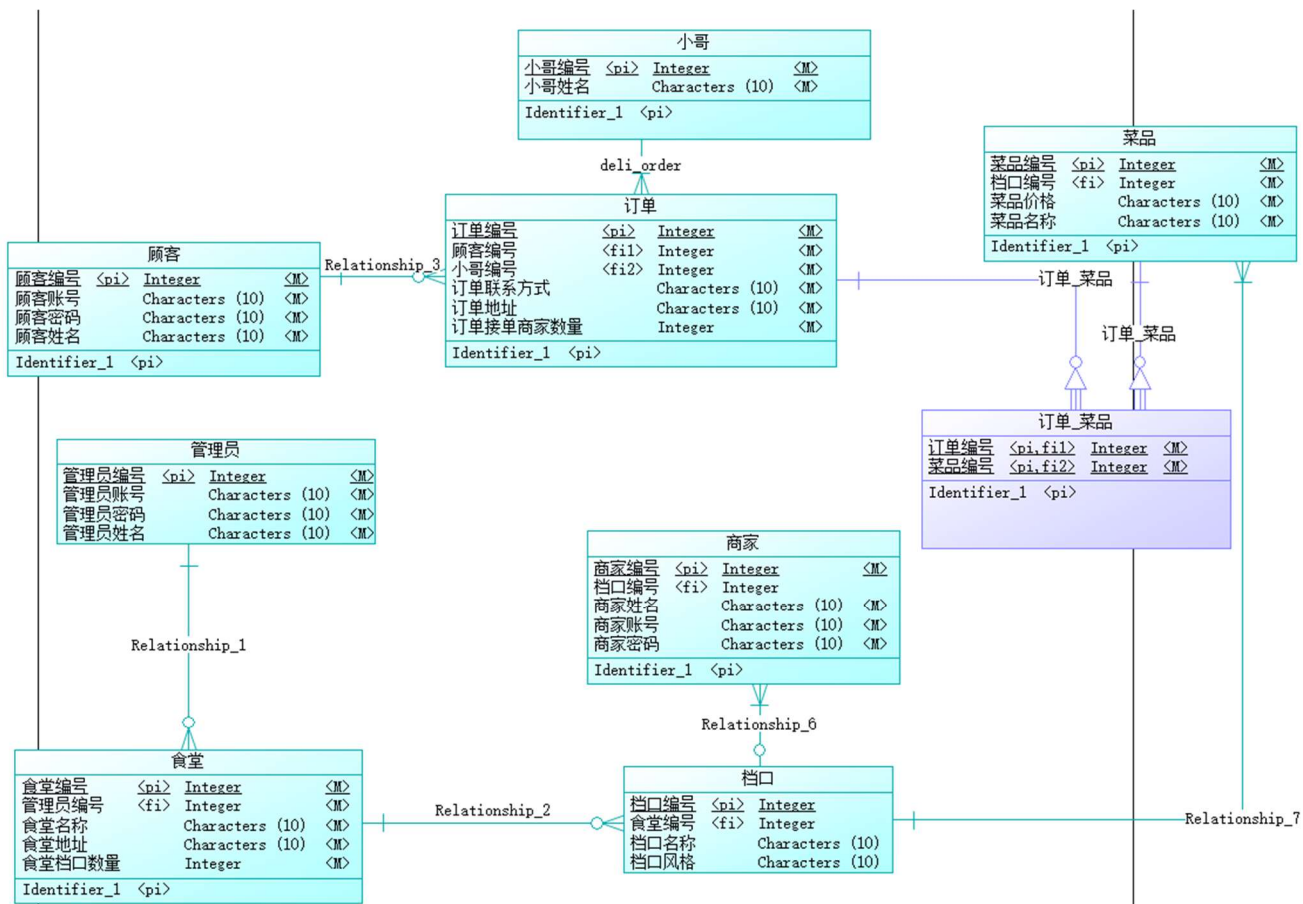 小哥
小哥编号 <pi> Integer <M>
小哥姓名 Characters (10) <M>
Identifier_1 <pi>
deli_order
菜品
菜品编号 <pi> Integer <M>
档口编号 <fi> Integer <M>
菜品价格 Characters (10) <M>
菜品名称 Characters (10) <M>
Identifier_1 <pi>
订单
订单编号 <pi> Integer <M>
顾客编号 <fi1> Integer <M>
小哥编号 <fi2> Integer <M>
订单联系方式 Characters (10) <M>
订单地址 Characters (10) <M>
订单接单商家数量 Integer <M>
Identifier_1 <pi>
顾客
顾客编号 <pi> Integer <M>
顾客账号 Characters (10) <M>
顾客密码 Characters (10) <M>
顾客姓名 Characters (10) <M>
Identifier_1 <pi>
Relationship_3
订单_菜品
订单_菜品
订单_菜品
订单编号 <pi,fi1> Integer <M>
菜品编号 <pi,fi2> Integer <M>
Identifier_1 <pi>
管理员
管理员编号 <pi> Integer <M>
管理员账号 Characters (10) <M>
管理员密码 Characters (10) <M>
管理员姓名 Characters (10) <M>
Relationship_1
商家
商家编号 <pi> Integer <M>
档口编号 <fi> Integer
商家姓名 Characters (10) <M>
商家账号 Characters (10) <M>
商家密码 Characters (10) <M>
Identifier_1 <pi>
Relationship_6
食堂
食堂编号 <pi> Integer <M>
管理员编号 <fi> Integer <M>
食堂名称 Characters (10) <M>
食堂地址 Characters (10) <M>
食堂档口数量 Integer <M>
Identifier_1 <pi>
Relationship_2
档口
档口编号 <pi> Integer
食堂编号 <fi> Integer
档口名称 Characters (10)
档口风格 Characters (10)
Relationship_7